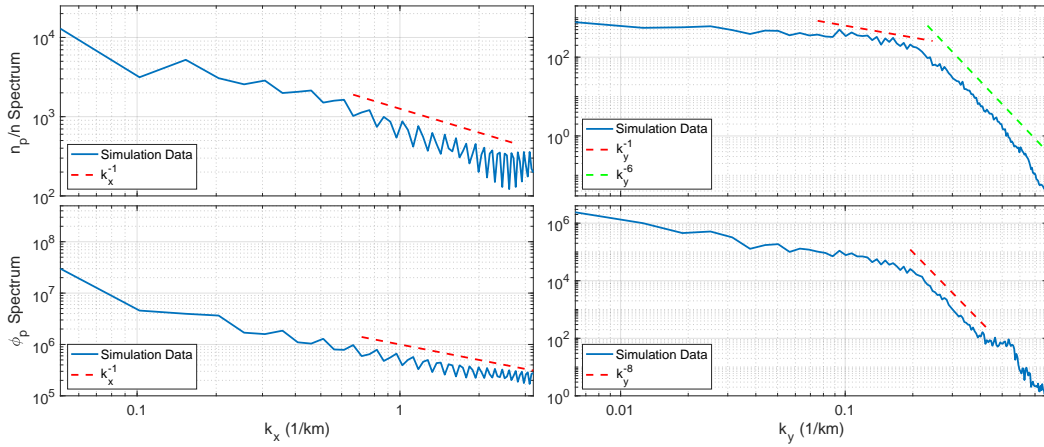 10^4
10^3
10^2
n_p/n Spectrum
Simulation Data
k_x^-1
10^2
10^0
Simulation Data
k_y^-1
k_y^-6
10^8
10^7
10^6
10^5
ϕ_p Spectrum
Simulation Data
k_x^-1
0.1
1
k_x (1/km)
10^6
10^4
10^2
10^0
Simulation Data
k_y^-8
0.01
0.1
k_y (1/km)